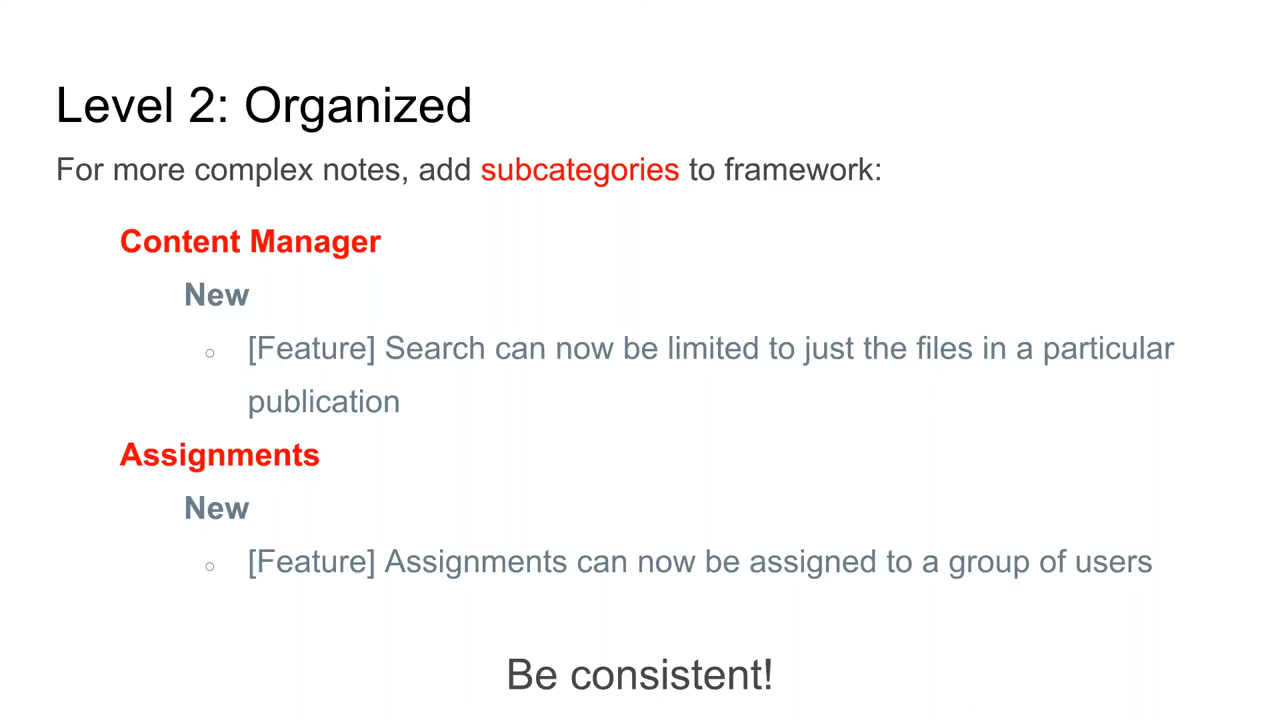 Level 2: Organized
For more complex notes, add subcategories to framework:
Content Manager
New
○ [Feature] Search can now be limited to just the files in a particular
publication
Assignments
New
○ [Feature] Assignments can now be assigned to a group of users
Be consistent!